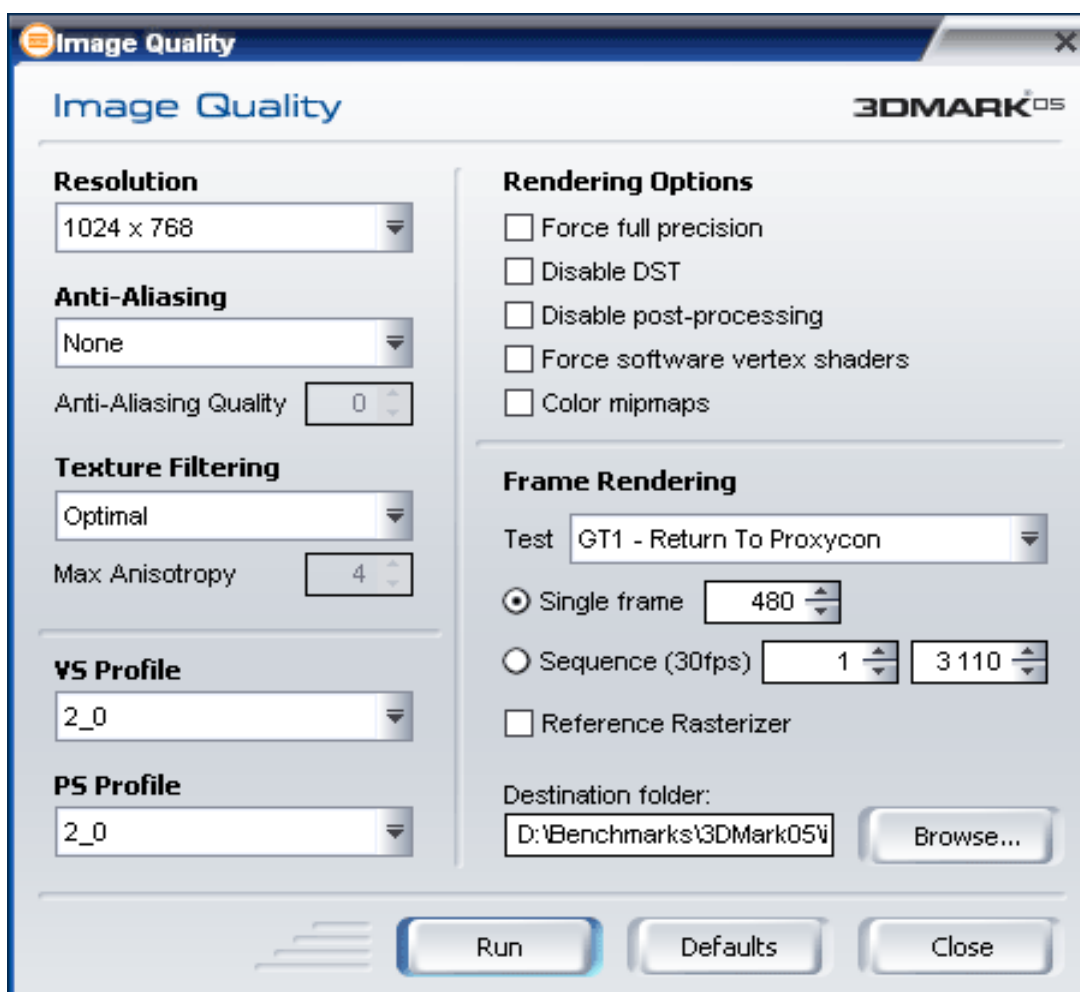 Image Quality
Image Quality
3DMARK®05
Resolution
1024 x 768
Anti-Aliasing
None
Anti-Aliasing Quality 0
Texture Filtering
Optimal
Max Anisotropy 4
VS Profile
2_0
PS Profile
2_0
Rendering Options
Force full precision
Disable DST
Disable post-processing
Force software vertex shaders
Color mipmaps
Frame Rendering
Test GT1 - Return To Proxycon
Single frame 480
Sequence (30fps) 1 3 110
Reference Rasterizer
Destination folder:
D:\Benchmarks\3DMark05\i
Browse...
Run Defaults Close